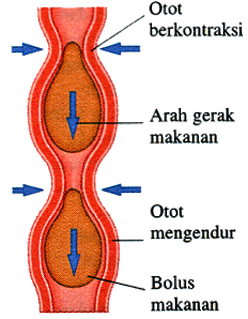 Otot
berkontraksi
Arah gerak
makanan
Otot
mengendur
Bolus
makanan